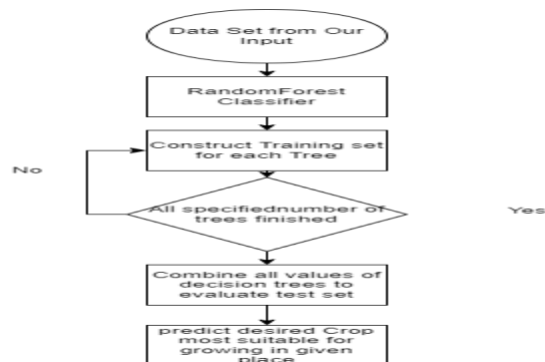 Data Set from Our
Input
RandomForest
Classifier
Construct Training set
for each Tree
No
All specifiednumber of
trees finished
Yes
Combine all values of
decision trees to
evaluate test set
predict desired Crop
most suitable for
growing in given
place